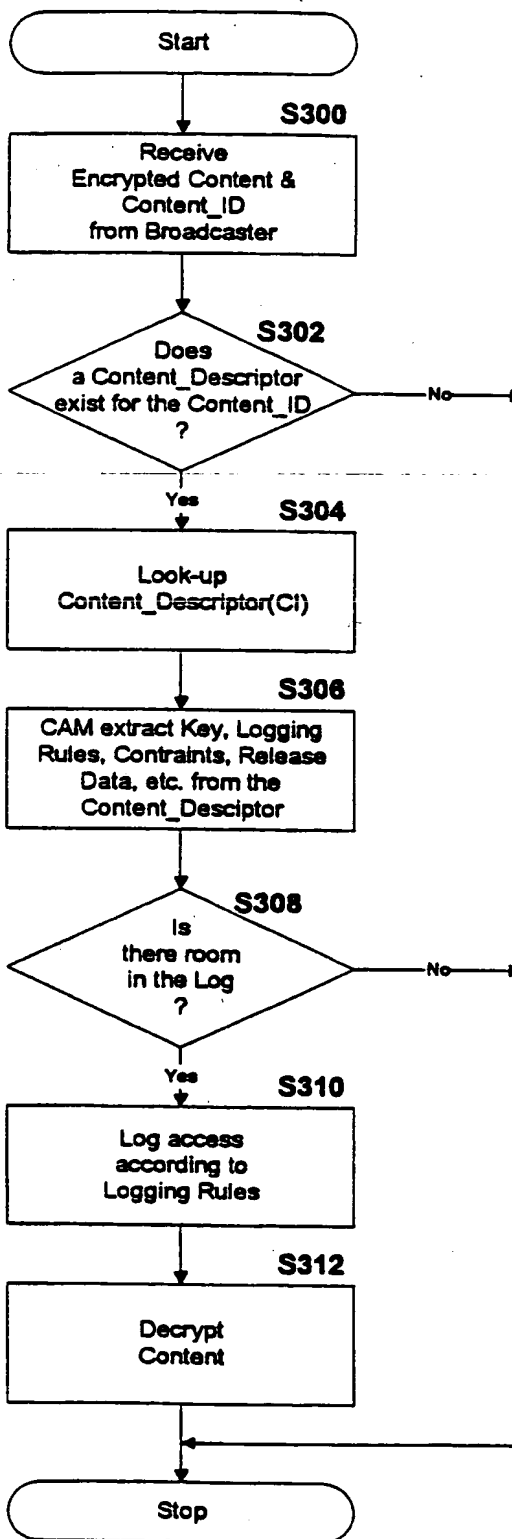 Start
S300
Receive
Encrypted Content &
Content_ID
from Broadcaster
S302
Does
a Content_Descriptor
exist for the Content_ID
?
No
Yes
S304
Look-up
Content_Descriptor(CI)
S306
CAM extract Key, Logging
Rules, Contraints, Release
Data, etc. from the
Content_Desciptor
S308
Is
there room
in the Log
?
No
Yes
S310
Log access
according to
Logging Rules
S312
Decrypt
Content
Stop